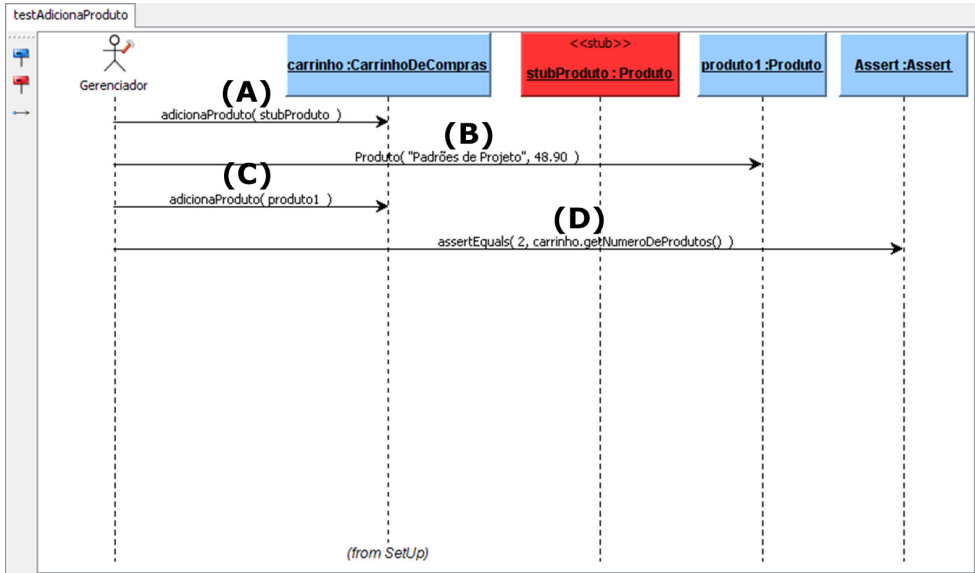 testAdicionaProduto
Gerenciador
carrinho :CarrinhoDeCompras
<<stub>>
stubProduto : Produto
produto1 :Produto
Assert :Assert
(A)
adicionaProduto( stubProduto )
(B)
Produto( "Padrões de Projeto", 48.90 )
(C)
adicionaProduto( produto1 )
(D)
assertEquals( 2, carrinho.getNumeroDeProdutos() )
(from SetUp)